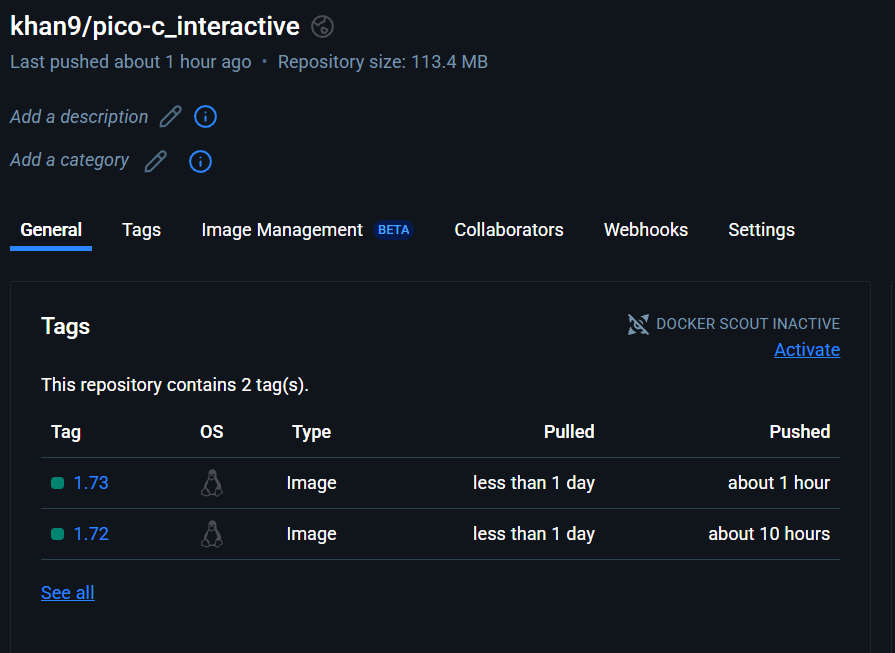 khan9/pico-c_interactive
Last pushed about 1 hour ago • Repository size: 113.4 MB
Add a description
Add a category
General Tags Image Management BETA Collaborators Webhooks Settings
Tags
DOCKER SCOUT INACTIVE
Activate
This repository contains 2 tag(s).
Tag OS Type Pulled Pushed
1.73 Image less than 1 day about 1 hour
1.72 Image less than 1 day about 10 hours
See all